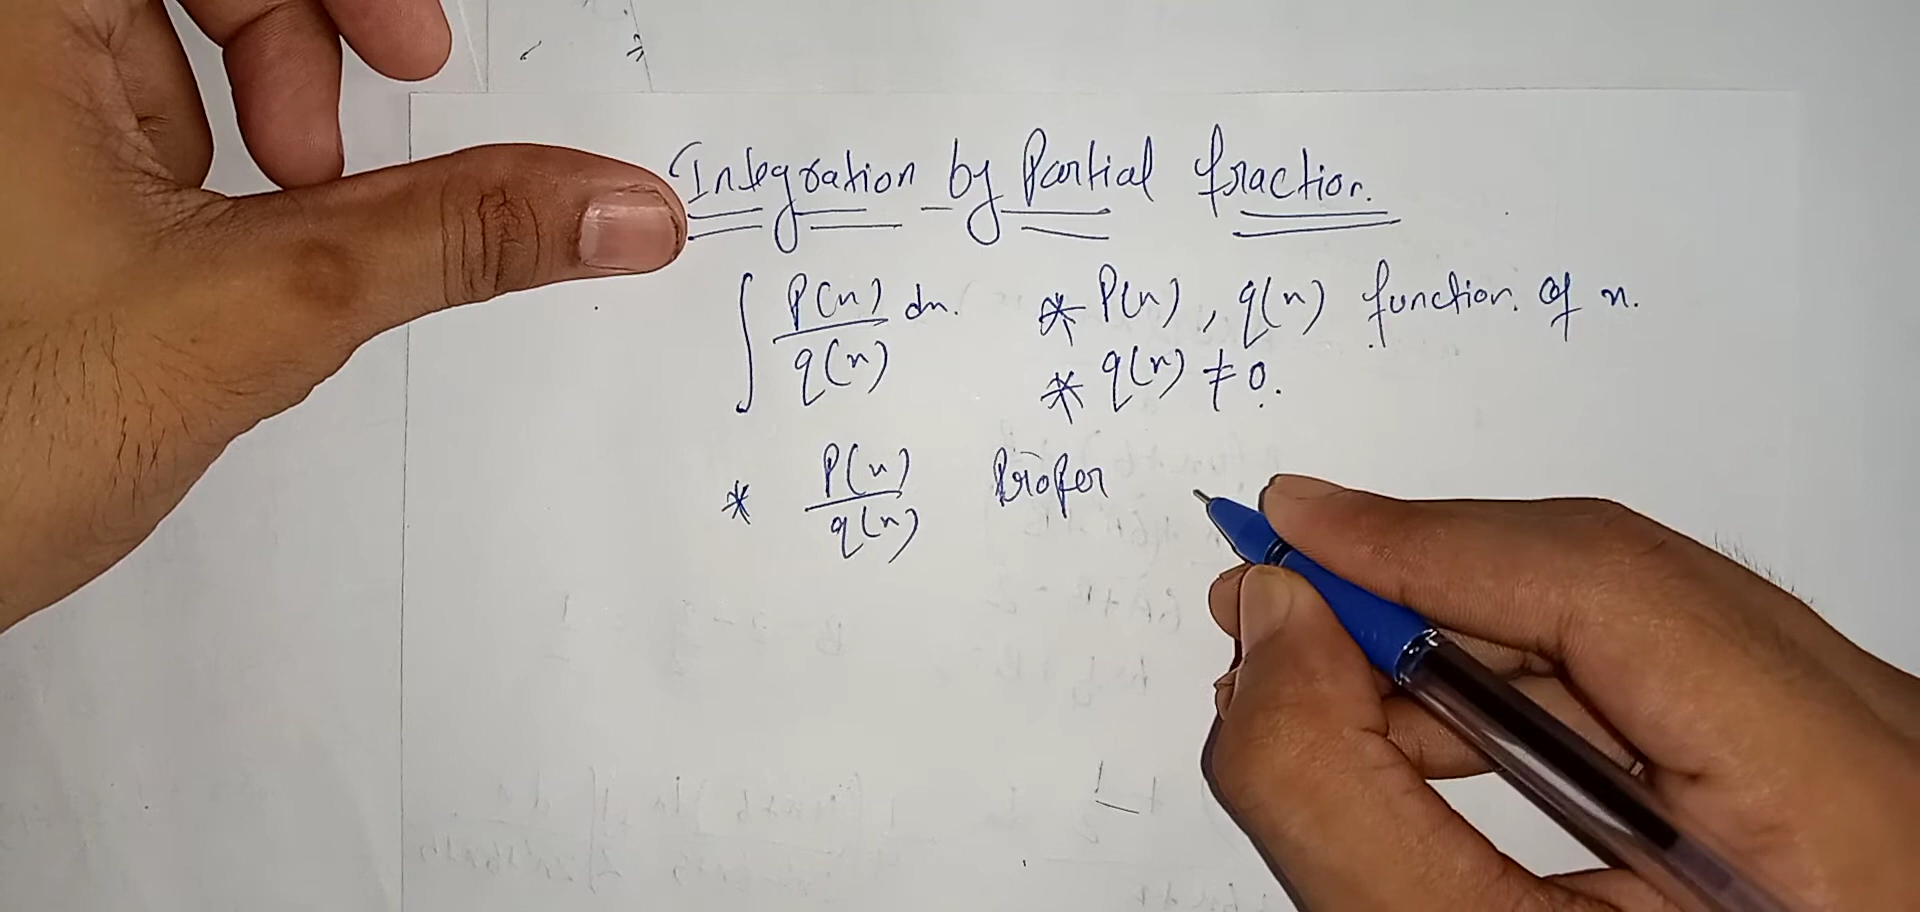 Integration by Partial fraction.
∫ P(x)/q(x) dx. * P(x), q(x) function of x.
* q(x) ≠ 0.
* P(x)/q(x) Proper